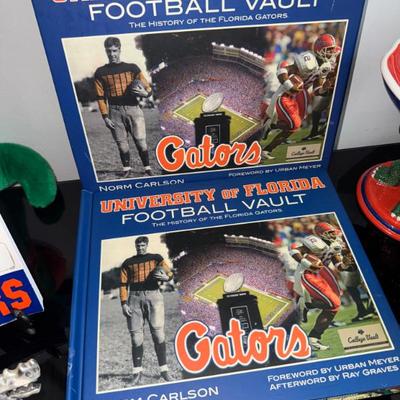 FOOTBALL VAULT
THE HISTORY OF THE FLORIDA GATORS
Gators
College Vault
NORM CARLSON
FOREWORD BY URBAN MEYER
UNIVERSITY OF FLORIDA
FOOTBALL VAULT
THE HISTORY OF THE FLORIDA GATORS
Gators
College Vault
CARLSON
FOREWORD BY URBAN MEYER
AFTERWORD BY RAY GRAVES